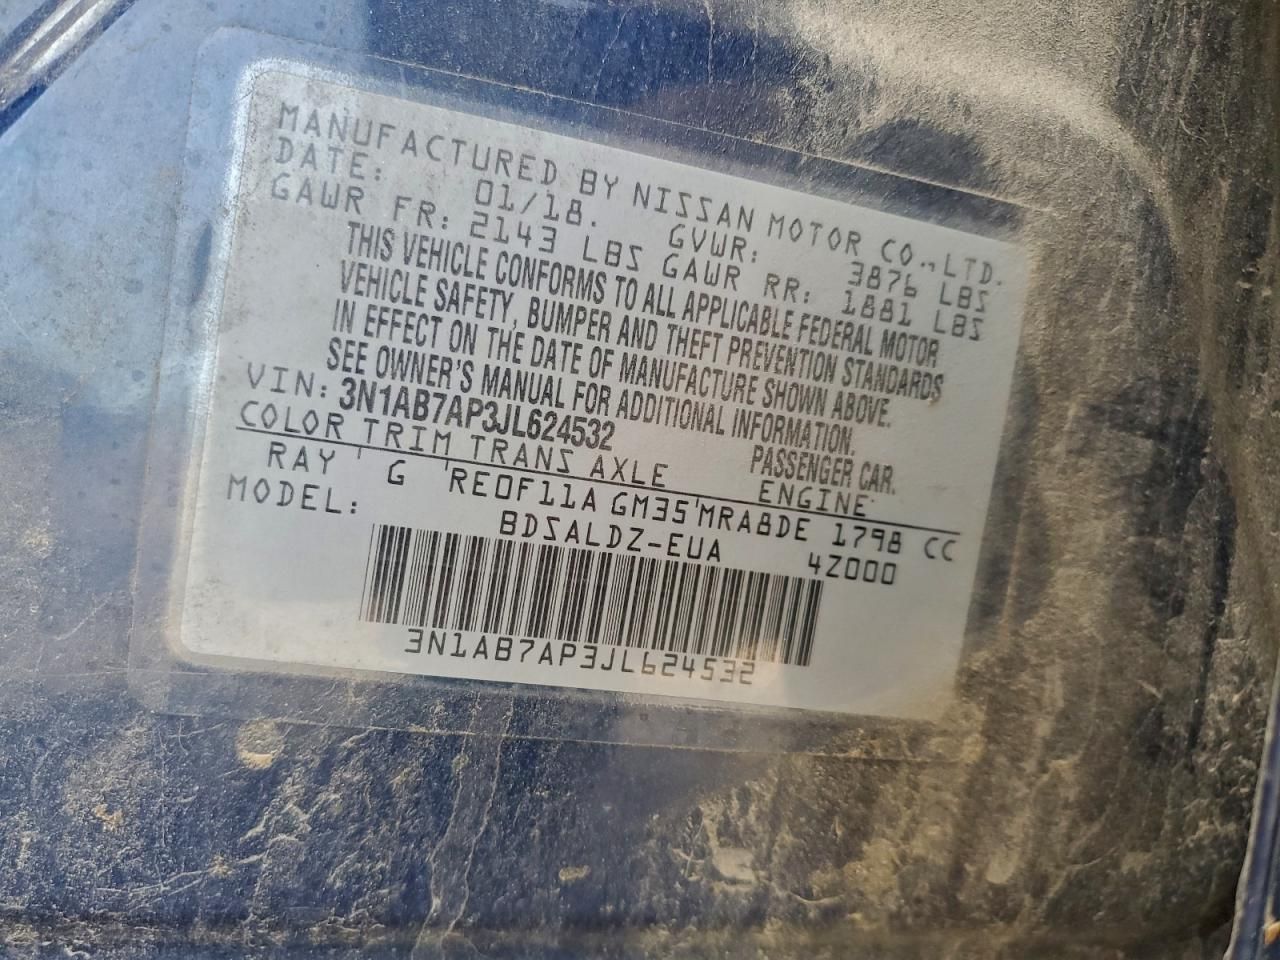 MANUFACTURED BY NISSAN MOTOR CO., LTD.
DATE: 01/18. GVWR: 3876 LBS
GAWR FR: 2143 LBS GAWR RR: 1881 LBS
THIS VEHICLE CONFORMS TO ALL APPLICABLE FEDERAL MOTOR
VEHICLE SAFETY, BUMPER AND THEFT PREVENTION STANDARDS
IN EFFECT ON THE DATE OF MANUFACTURE SHOWN ABOVE.
SEE OWNER'S MANUAL FOR ADDITIONAL INFORMATION.
VIN: 3N1AB7AP3JL624532 PASSENGER CAR.
COLOR TRIM TRANS AXLE ENGINE
RAY G RE0F11A GM35 MRA8DE 1798 CC
MODEL: BDSALDZ-EUA 4Z000
3N1AB7AP3JL624532